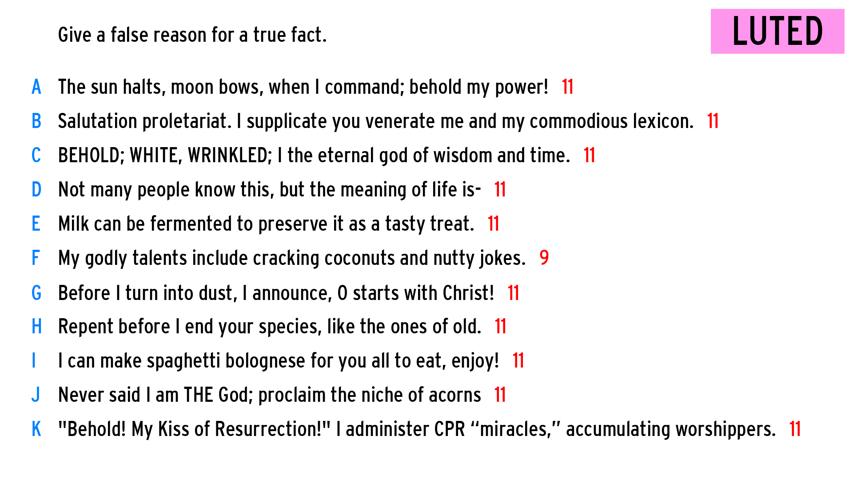 Give a false reason for a true fact.
LUTED
A The sun halts, moon bows, when I command; behold my power! 11
B Salutation proletariat. I supplicate you venerate me and my commodious lexicon. 11
C BEHOLD; WHITE, WRINKLED; I the eternal god of wisdom and time. 11
D Not many people know this, but the meaning of life is- 11
E Milk can be fermented to preserve it as a tasty treat. 11
F My godly talents include cracking coconuts and nutty jokes. 9
G Before I turn into dust, I announce, O starts with Christ! 11
H Repent before I end your species, like the ones of old. 11
I I can make spaghetti bolognese for you all to eat, enjoy! 11
J Never said I am THE God; proclaim the niche of acorns 11
K "Behold! My Kiss of Resurrection!" I administer CPR “miracles,” accumulating worshippers. 11